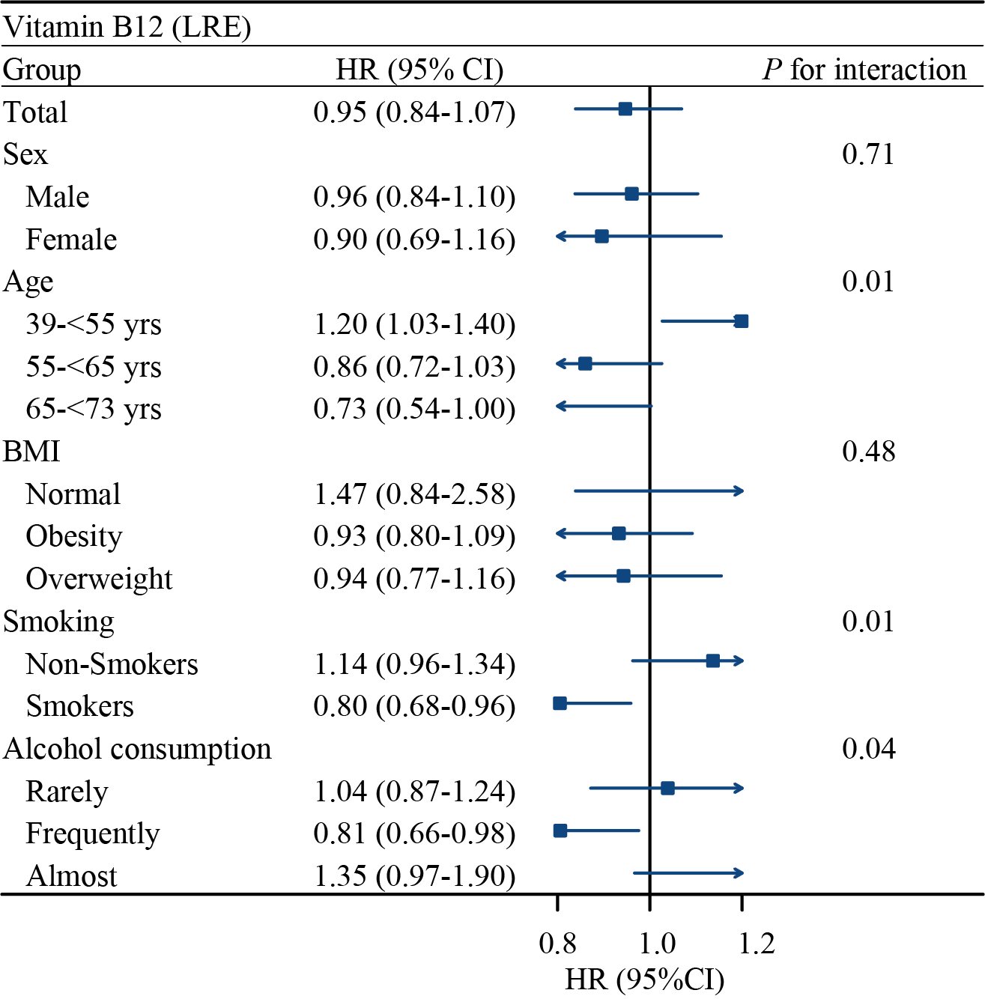 Vitamin B12 (LRE)
Group HR (95% CI) P for interaction
Total 0.95 (0.84-1.07)
Sex 0.71
Male 0.96 (0.84-1.10)
Female 0.90 (0.69-1.16)
Age 0.01
39-<55 yrs 1.20 (1.03-1.40)
55-<65 yrs 0.86 (0.72-1.03)
65-<73 yrs 0.73 (0.54-1.00)
BMI 0.48
Normal 1.47 (0.84-2.58)
Obesity 0.93 (0.80-1.09)
Overweight 0.94 (0.77-1.16)
Smoking 0.01
Non-Smokers 1.14 (0.96-1.34)
Smokers 0.80 (0.68-0.96)
Alcohol consumption 0.04
Rarely 1.04 (0.87-1.24)
Frequently 0.81 (0.66-0.98)
Almost 1.35 (0.97-1.90)
0.8 1.0 1.2
HR (95%CI)